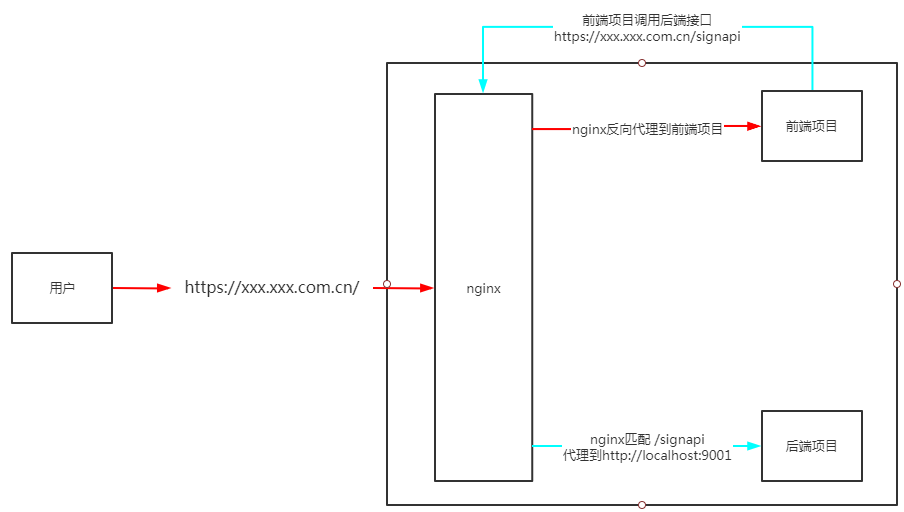 前端项目调用后端接口
https://xxx.xxx.com.cn/signapi
nginx反向代理到前端项目
前端项目
用户
https://xxx.xxx.com.cn/
nginx
nginx匹配 /signapi
代理到http://localhost:9001
后端项目